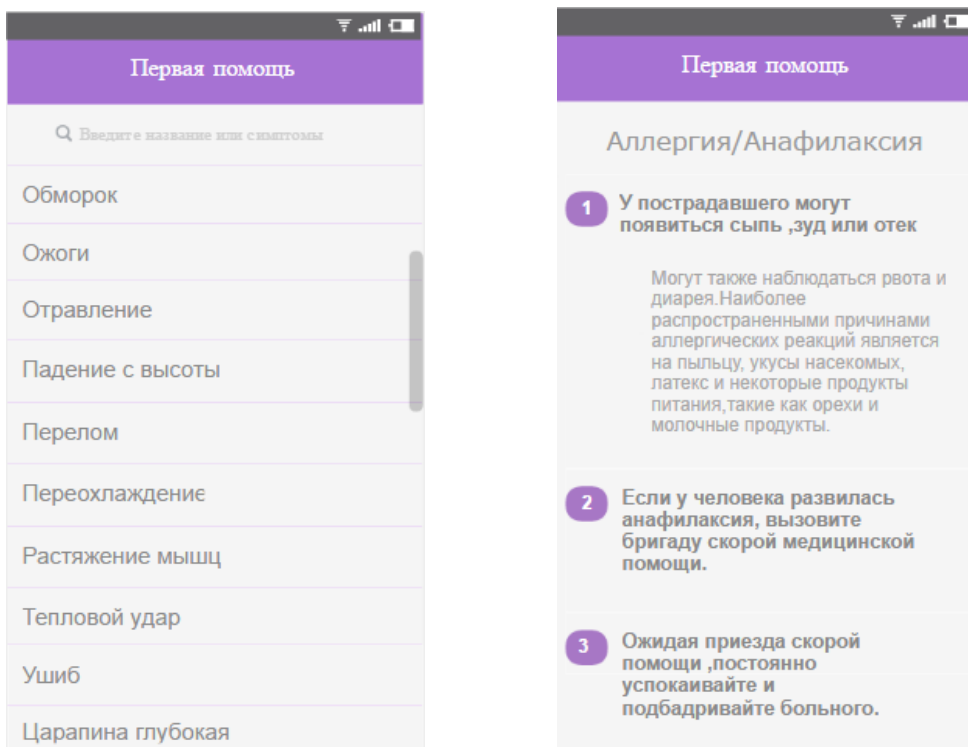 Первая помощь
Введите название или симптомы
Обморок
Ожоги
Отравление
Падение с высоты
Перелом
Переохлаждение
Растяжение мышц
Тепловой удар
Ушиб
Царапина глубокая
Первая помощь
Аллергия/Анафилаксия
1 У пострадавшего могут
появиться сыпь ,зуд или отек
Могут также наблюдаться рвота и
диарея.Наиболее
распространенными причинами
аллергических реакций является
на пыльцу, укусы насекомых,
латекс и некоторые продукты
питания,такие как орехи и
молочные продукты.
2 Если у человека развилась
анафилаксия, вызовите
бригаду скорой медицинской
помощи.
3 Ожидая приезда скорой
помощи ,постоянно
успокаивайте и
подбадривайте больного.